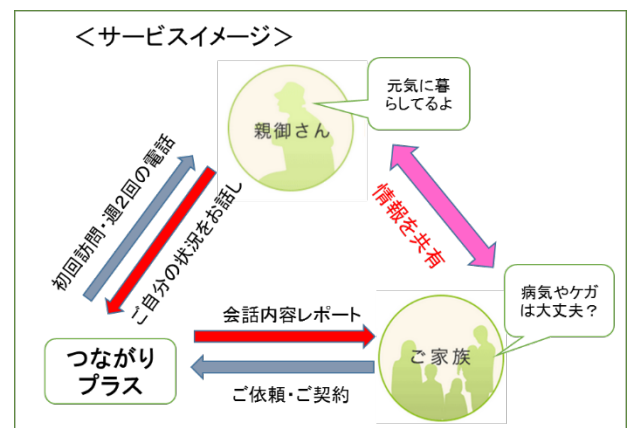 ＜サービスイメージ＞
元気に暮
らしてるよ
親御さん
初回訪問・週２回の電話
ご自分の状況をお話し
情報を共有
病気やケガ
は大丈夫？
会話内容レポート
つながり
プラス
ご家族
ご依頼・ご契約